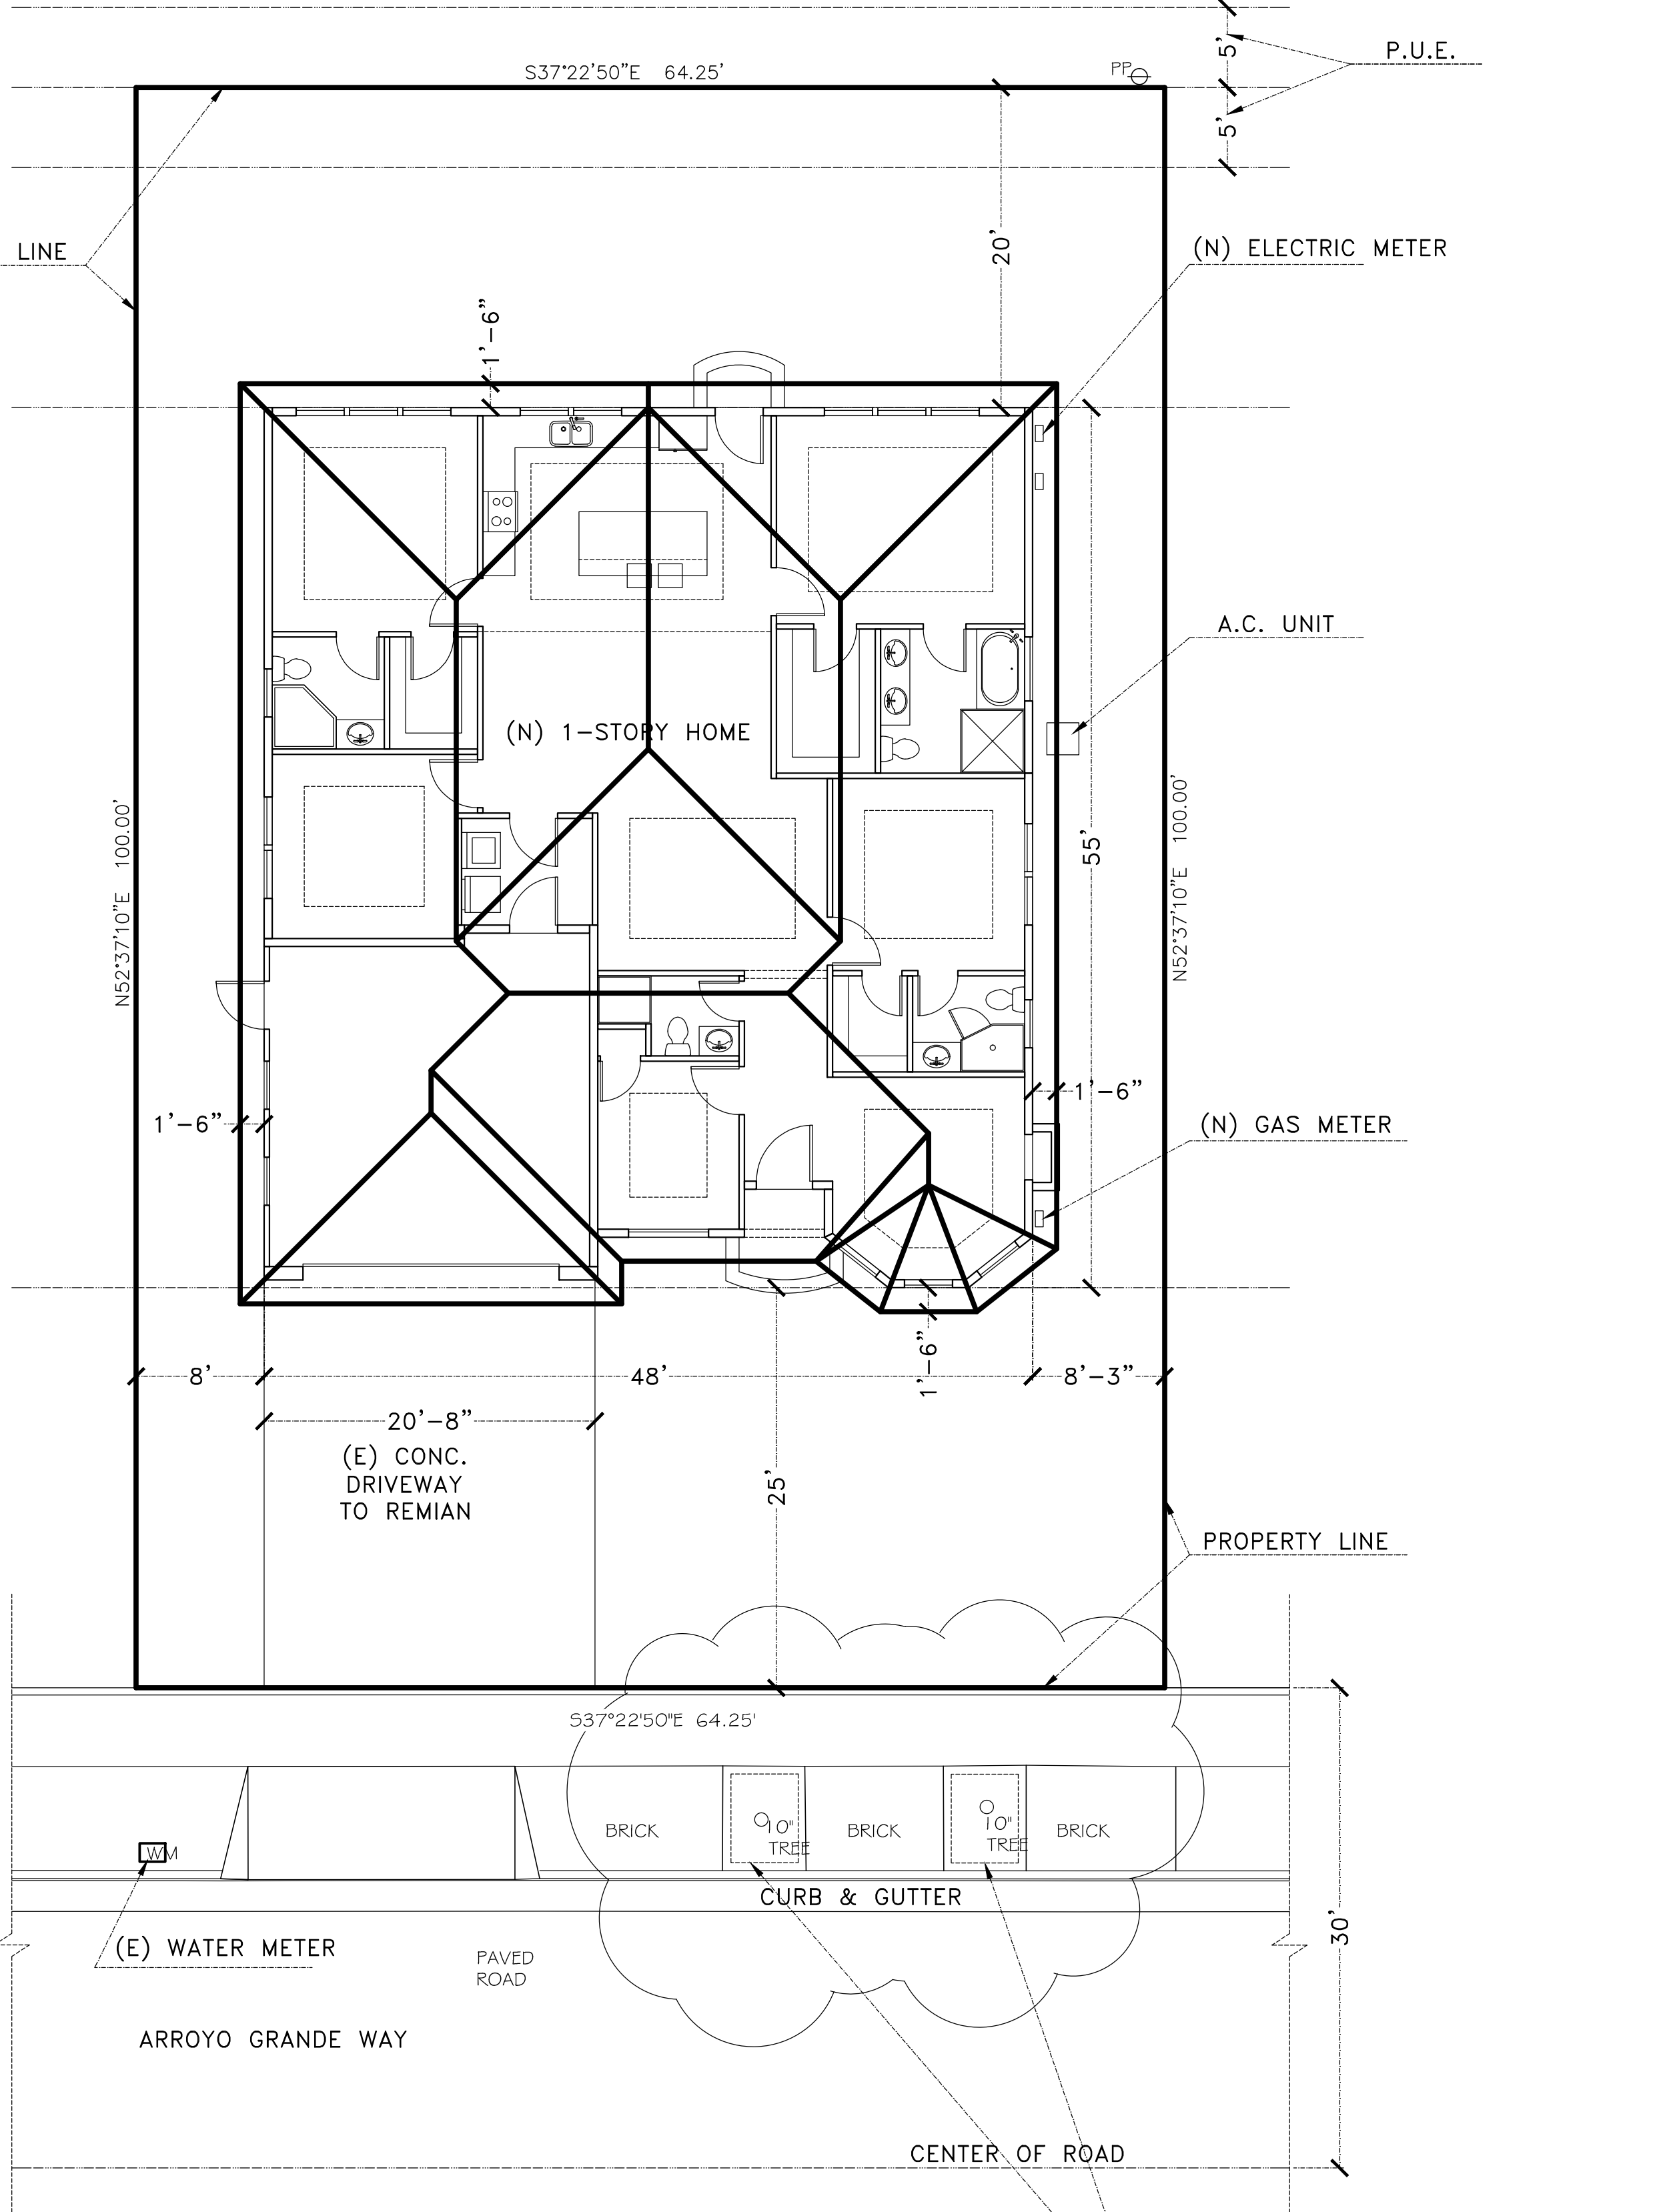 5'
P.U.E.
S37°22'50"E 64.25'
PP
5'
LINE
20'
(N) ELECTRIC METER
1'-6"
A.C. UNIT
(N) 1-STORY HOME
N52°37'10"E 100.00'
55'
N52°37'10"E 100.00'
1'-6"
1'-6"
(N) GAS METER
8'
48'
1'-6"
8'-3"
20'-8"
(E) CONC.
DRIVEWAY
TO REMIAN
25'
PROPERTY LINE
S37°22'50"E 64.25'
BRICK
10"
TREE
BRICK
10"
TREE
BRICK
WM
CURB & GUTTER
30'
(E) WATER METER
PAVED
ROAD
ARROYO GRANDE WAY
CENTER OF ROAD